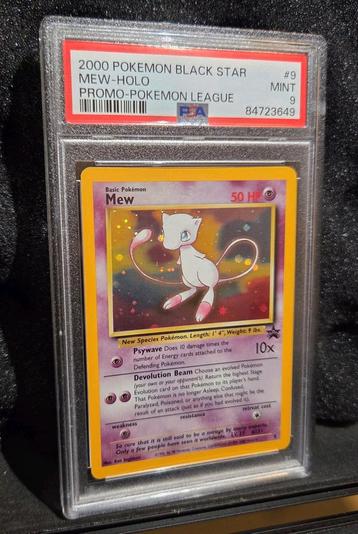 2000 POKEMON BLACK STAR #9
MEW-HOLO MINT
PROMO-POKEMON LEAGUE 9
PSA 84723649
Basic Pokémon
Mew 50 HP
New Species Pokémon. Length: 1' 4", Weight: 9 lbs.
Psywave Does 10 damage times the
number of Energy cards attached to the
Defending Pokémon.
10x
Devolution Beam Choose an evolved Pokémon
(your own or your opponent's). Return the highest Stage
Evolution card on that Pokémon to its player's hand.
That Pokémon is no longer Asleep, Confused,
Paralyzed, Poisoned, or anything else that might be the
result of an attack (just as if you had evolved it).
weakness resistance retreat cost
So rare that it is still said to be a mirage by many experts.
Only a few people have seen it worldwide.